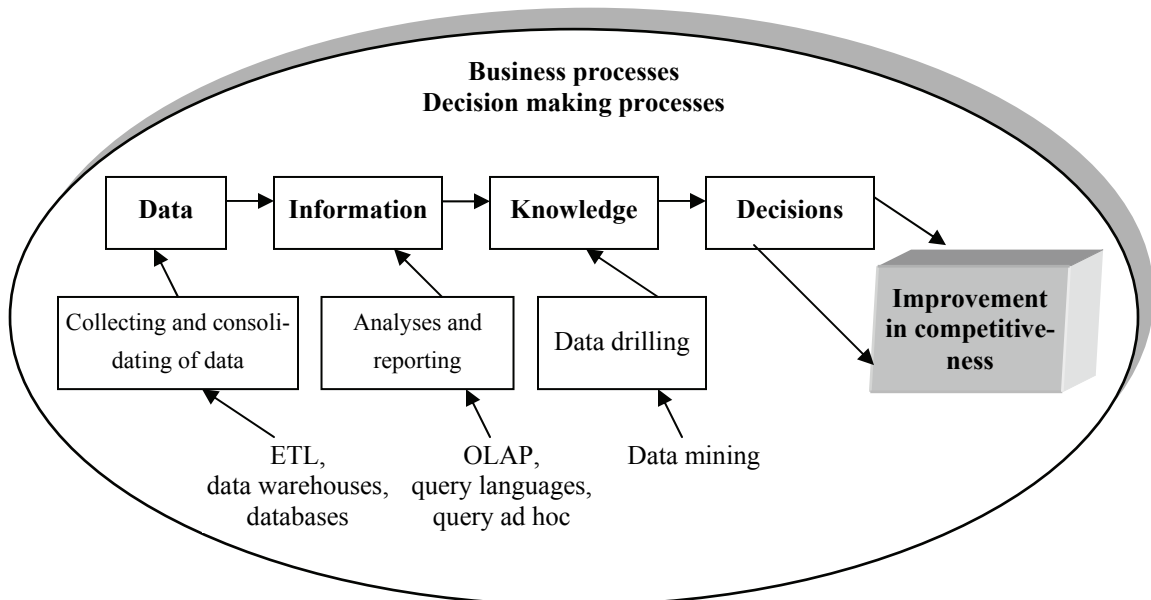 Business processes
Decision making processes
Data
Information
Knowledge
Decisions
Improvement
in competitive-
ness
Collecting and consoli-
dating of data
Analyses and
reporting
Data drilling
ETL,
data warehouses,
databases
OLAP,
query languages,
query ad hoc
Data mining